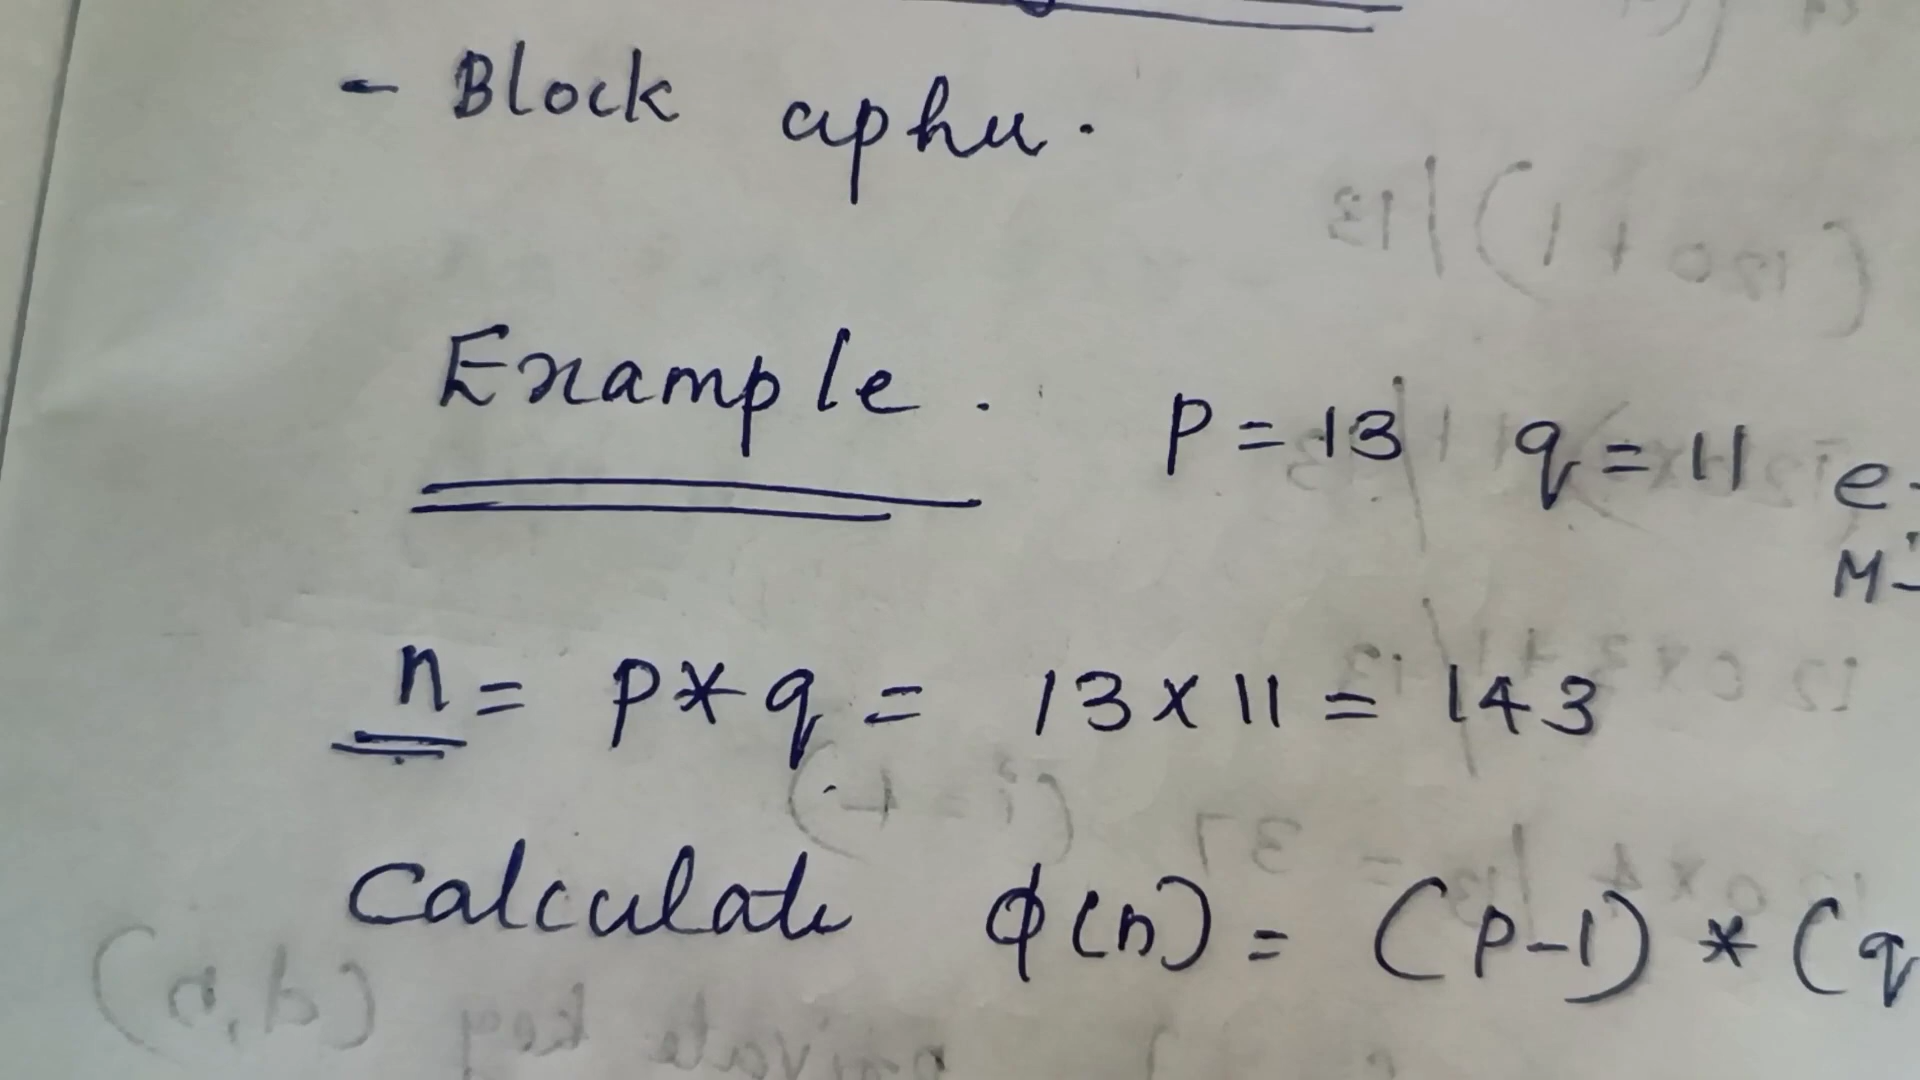 - Block cipher.
Example. P = 13 q = 11 e
M
n = p * q = 13 x 11 = 143
Calculate ϕ(n) = (p-1) * (q